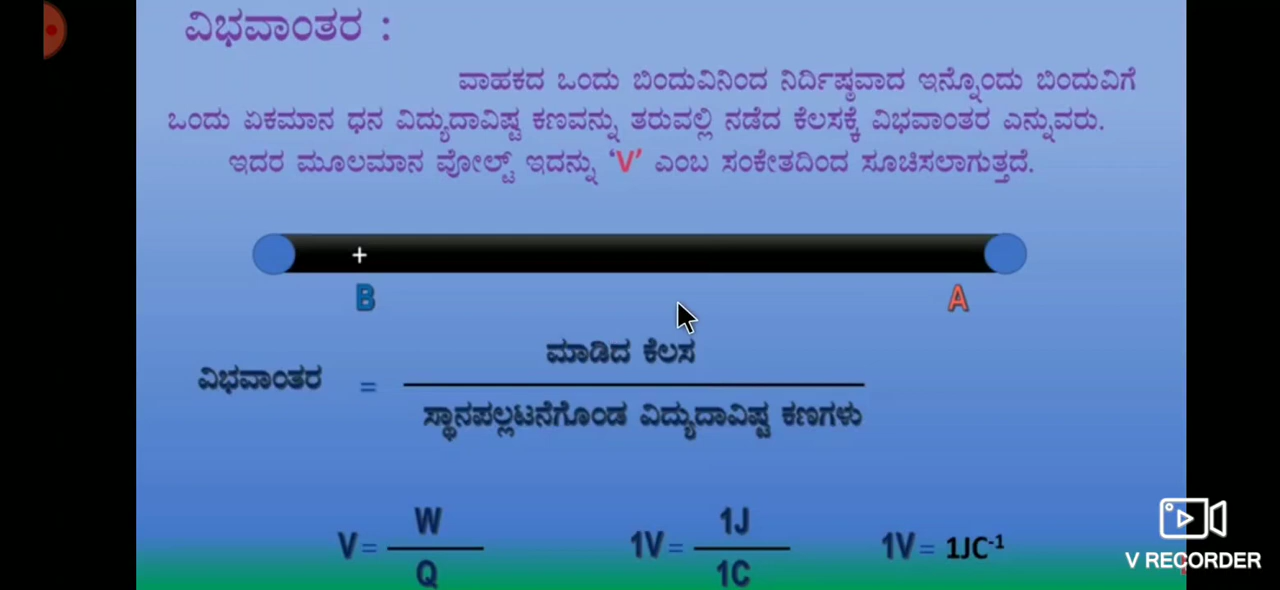 ವಿಭವಾಂತರ :
ವಾಹಕದ ಒಂದು ಬಿಂದುವಿನಿಂದ ನಿರ್ದಿಷ್ಠವಾದ ಇನ್ನೊಂದು ಬಿಂದುವಿಗೆ
ಒಂದು ಏಕಮಾನ ಧನ ವಿದ್ಯುದಾವಿಷ್ಟ ಕಣವನ್ನು ತರುವಲ್ಲಿ ನಡೆದ ಕೆಲಸಕ್ಕೆ ವಿಭವಾಂತರ ಎನ್ನುವರು.
ಇದರ ಮೂಲಮಾನ ವೋಲ್ಟ್ ಇದನ್ನು ‘V’ ಎಂಬ ಸಂಕೇತದಿಂದ ಸೂಚಿಸಲಾಗುತ್ತದೆ.
+
B A
ಮಾಡಿದ ಕೆಲಸ
ವಿಭವಾಂತರ =
ಸ್ಥಾನಪಲ್ಲಟನೆಗೊಂಡ ವಿದ್ಯುದಾವಿಷ್ಟ ಕಣಗಳು
W 1J
V = 1V = 1V = 1JC⁻¹
Q 1C
V RECORDER